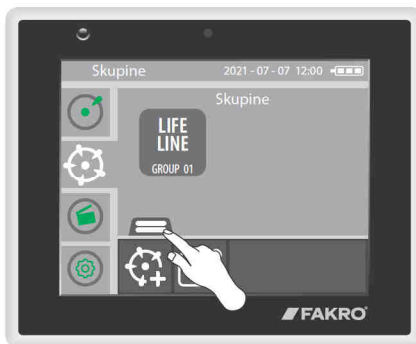 Skupine 2021 - 07 - 07 12:00
Skupine
LIFE
LINE
GROUP 01
FAKRO